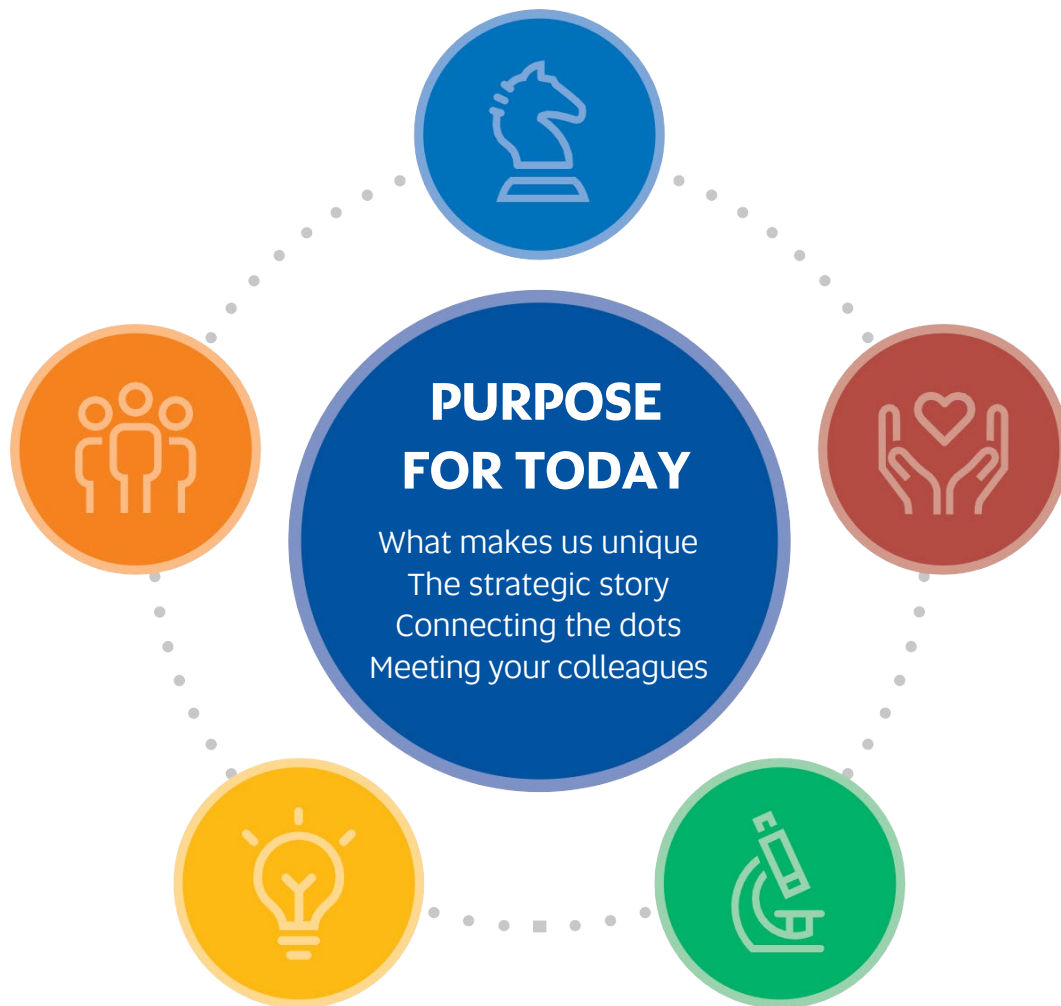 PURPOSE
FOR TODAY
What makes us unique
The strategic story
Connecting the dots
Meeting your colleagues